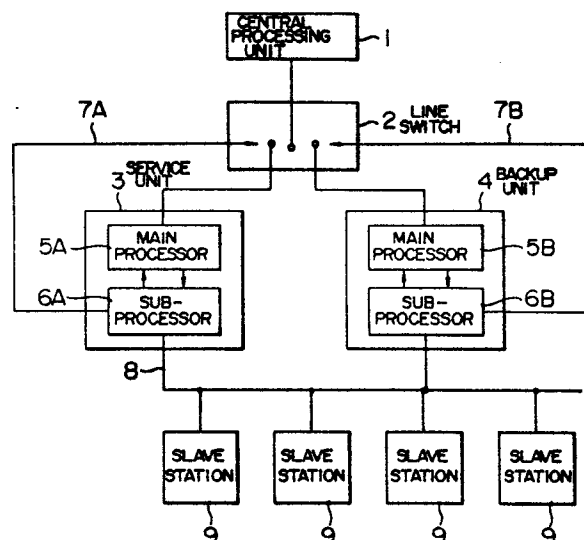 CENTRAL
PROCESSING
UNIT
1
7A
2 LINE
SWITCH
7B
3 SERVICE
UNIT
4 BACKUP
UNIT
5A
MAIN
PROCESSOR
MAIN
PROCESSOR
5B
6A
SUB-
PROCESSOR
SUB-
PROCESSOR
6B
8
SLAVE
STATION
SLAVE
STATION
SLAVE
STATION
SLAVE
STATION
9
9
9
9